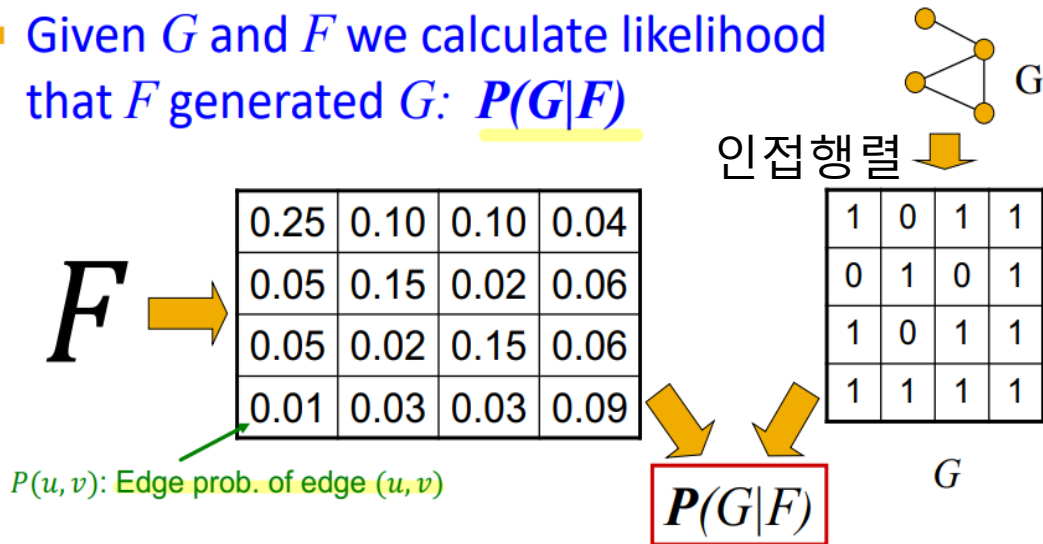 Given G and F we calculate likelihood
that F generated G: P(G|F)
G
인접행렬
F
0.25 0.10 0.10 0.04
0.05 0.15 0.02 0.06
0.05 0.02 0.15 0.06
0.01 0.03 0.03 0.09
1 0 1 1
0 1 0 1
1 0 1 1
1 1 1 1
P(u, v): Edge prob. of edge (u, v)
P(G|F)
G